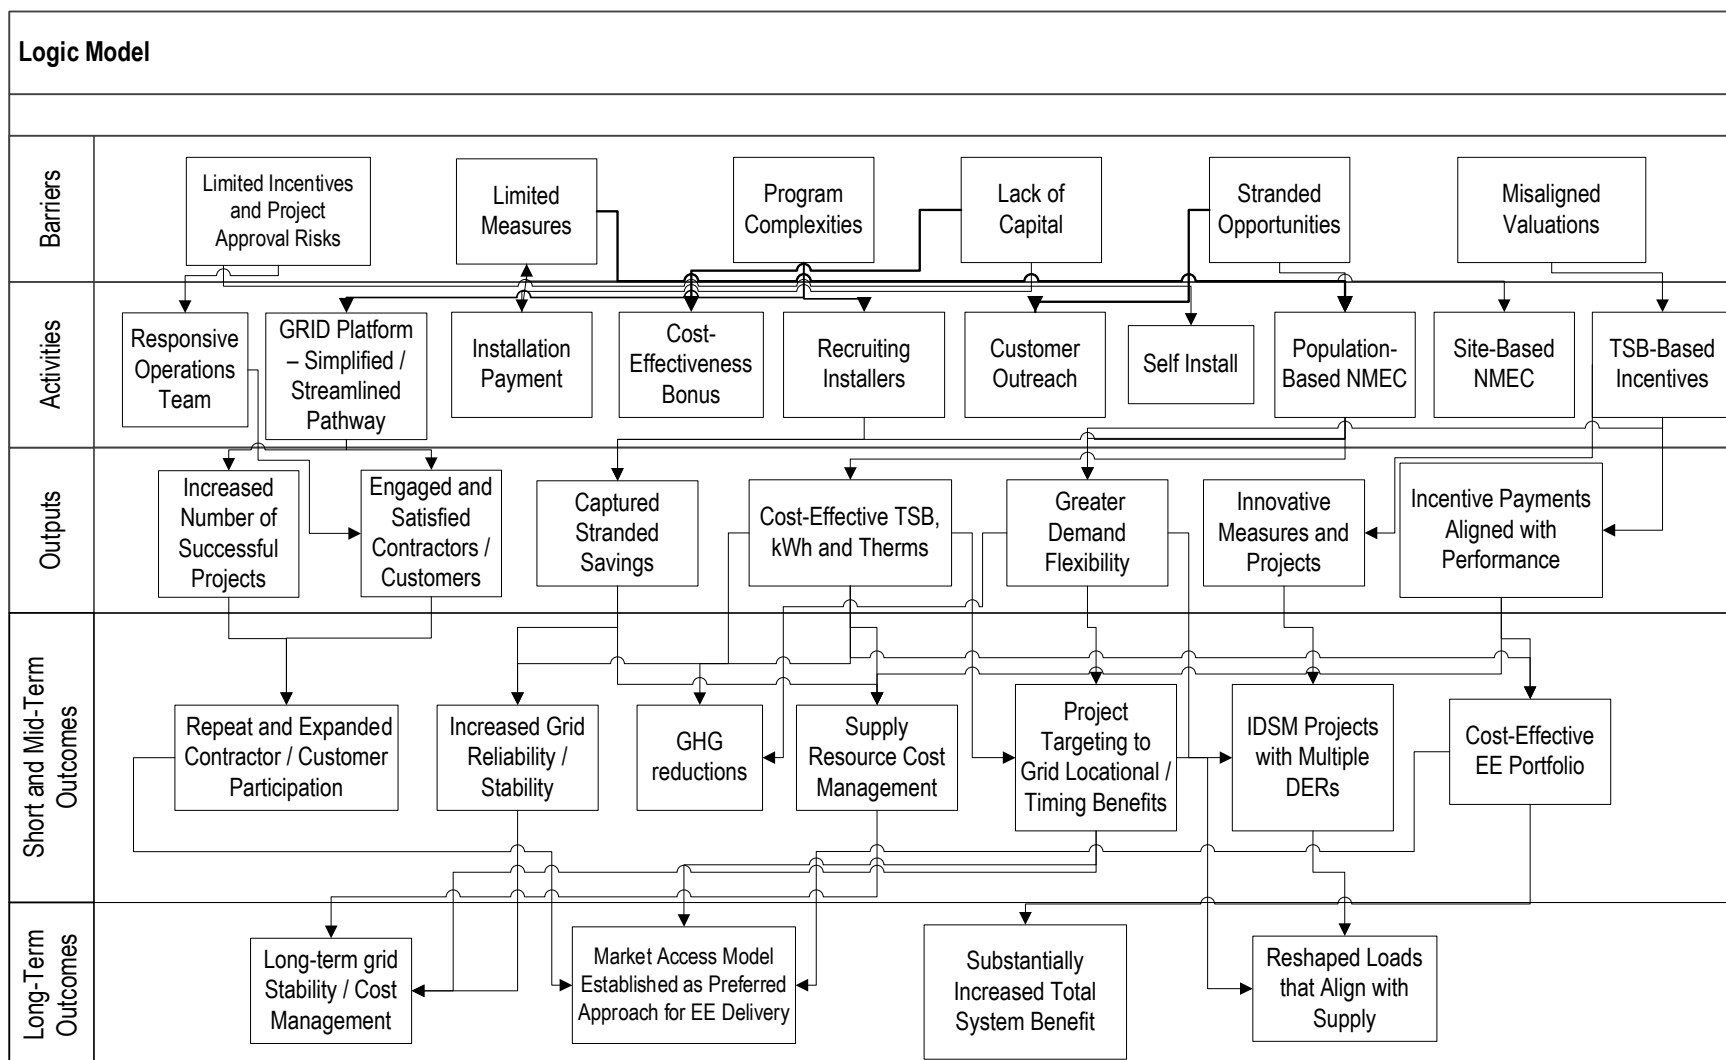 Logic Model
Barriers
Limited Incentives
and Project
Approval Risks
Limited
Measures
Program
Complexities
Lack of
Capital
Stranded
Opportunities
Misaligned
Valuations
Activities
Responsive
Operations
Team
GRID Platform
– Simplified /
Streamlined
Pathway
Installation
Payment
Cost-
Effectiveness
Bonus
Recruiting
Installers
Customer
Outreach
Self Install
Population-
Based NMEC
Site-Based
NMEC
TSB-Based
Incentives
Outputs
Increased
Number of
Successful
Projects
Engaged and
Satisfied
Contractors /
Customers
Captured
Stranded
Savings
Cost-Effective TSB,
kWh and Therms
Greater
Demand
Flexibility
Innovative
Measures and
Projects
Incentive Payments
Aligned with
Performance
Short and Mid-Term
Outcomes
Repeat and Expanded
Contractor / Customer
Participation
Increased Grid
Reliability /
Stability
GHG
reductions
Supply
Resource Cost
Management
Project
Targeting to
Grid Locational /
Timing Benefits
IDSM Projects
with Multiple
DERs
Cost-Effective
EE Portfolio
Long-Term
Outcomes
Long-term grid
Stability / Cost
Management
Market Access Model
Established as Preferred
Approach for EE Delivery
Substantially
Increased Total
System Benefit
Reshaped Loads
that Align with
Supply